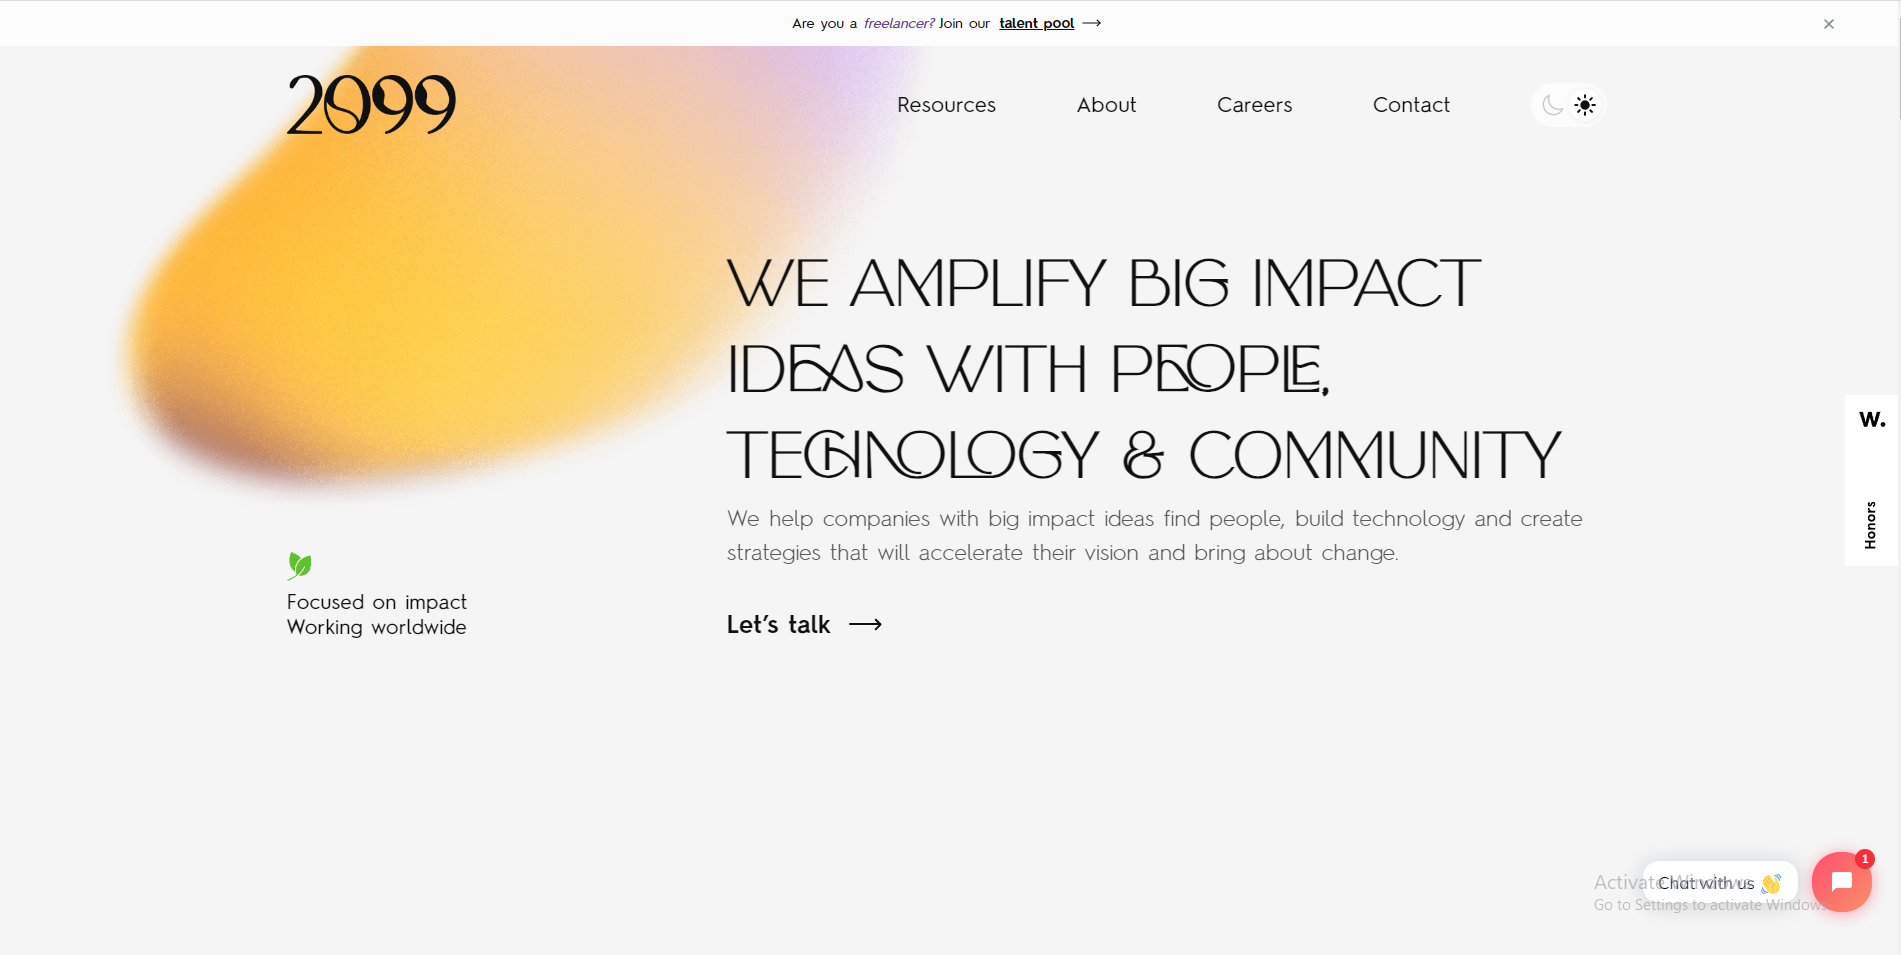 Are you a freelancer? Join our talent pool →
2099
Resources
About
Careers
Contact
WE AMPLIFY BIG IMPACT
IDEAS WITH PEOPLE,
TECHNOLOGY & COMMUNITY
We help companies with big impact ideas find people, build technology and create
strategies that will accelerate their vision and bring about change.
Let's talk →
Focused on impact
Working worldwide
W.
Honors
1
Chat with us 👋
Activate Windows
Go to Settings to activate Windows.